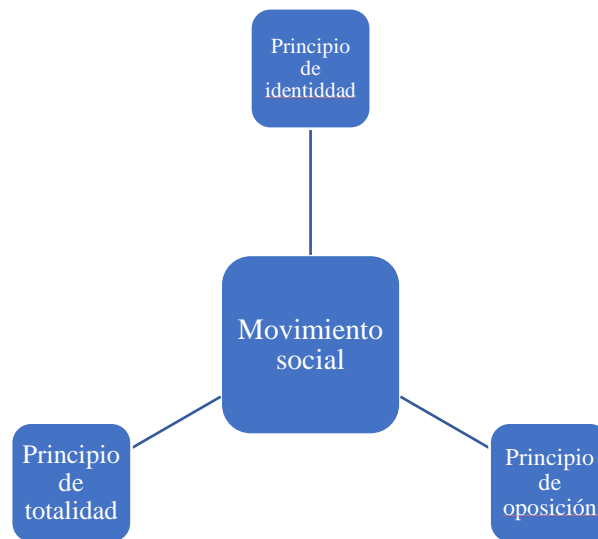 Principio
de
identiddad
Movimiento
social
Principio
de
totalidad
Principio
de
oposición